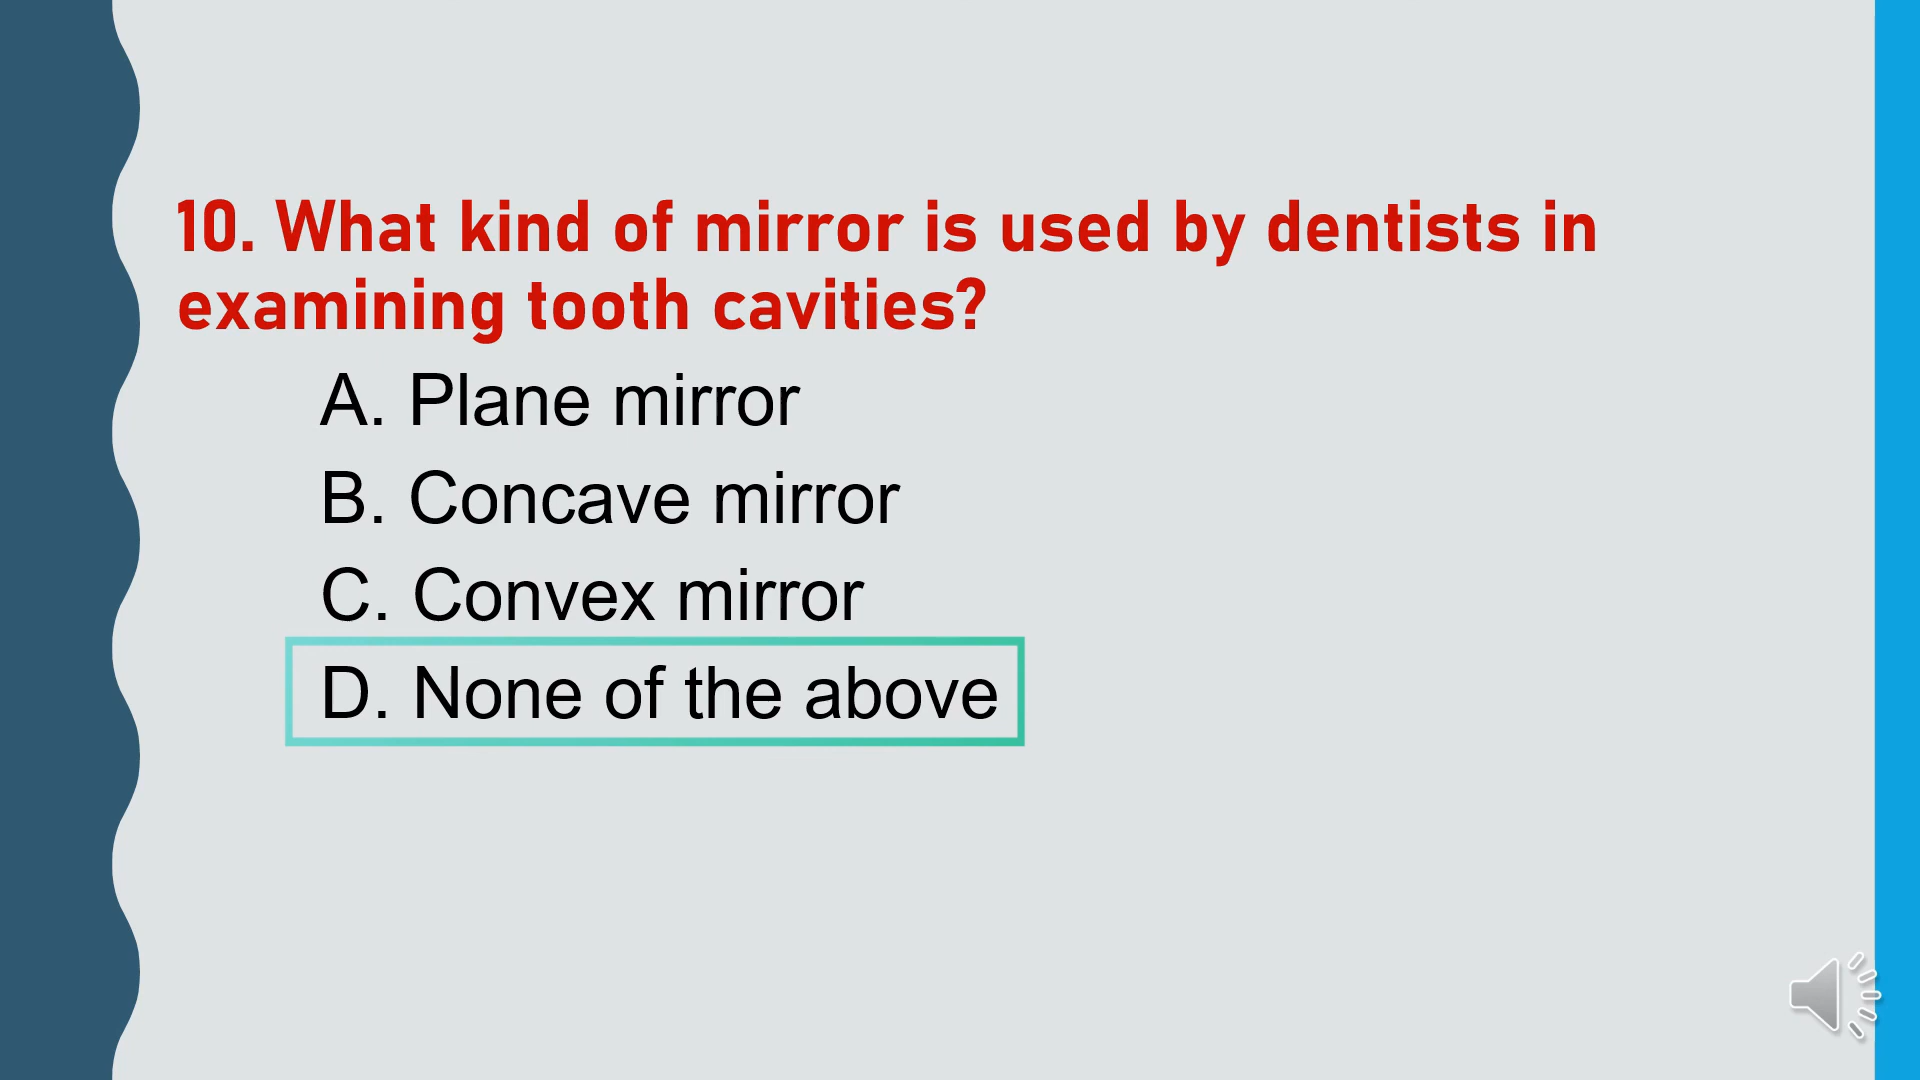 10. What kind of mirror is used by dentists in
examining tooth cavities?
A. Plane mirror
B. Concave mirror
C. Convex mirror
D. None of the above